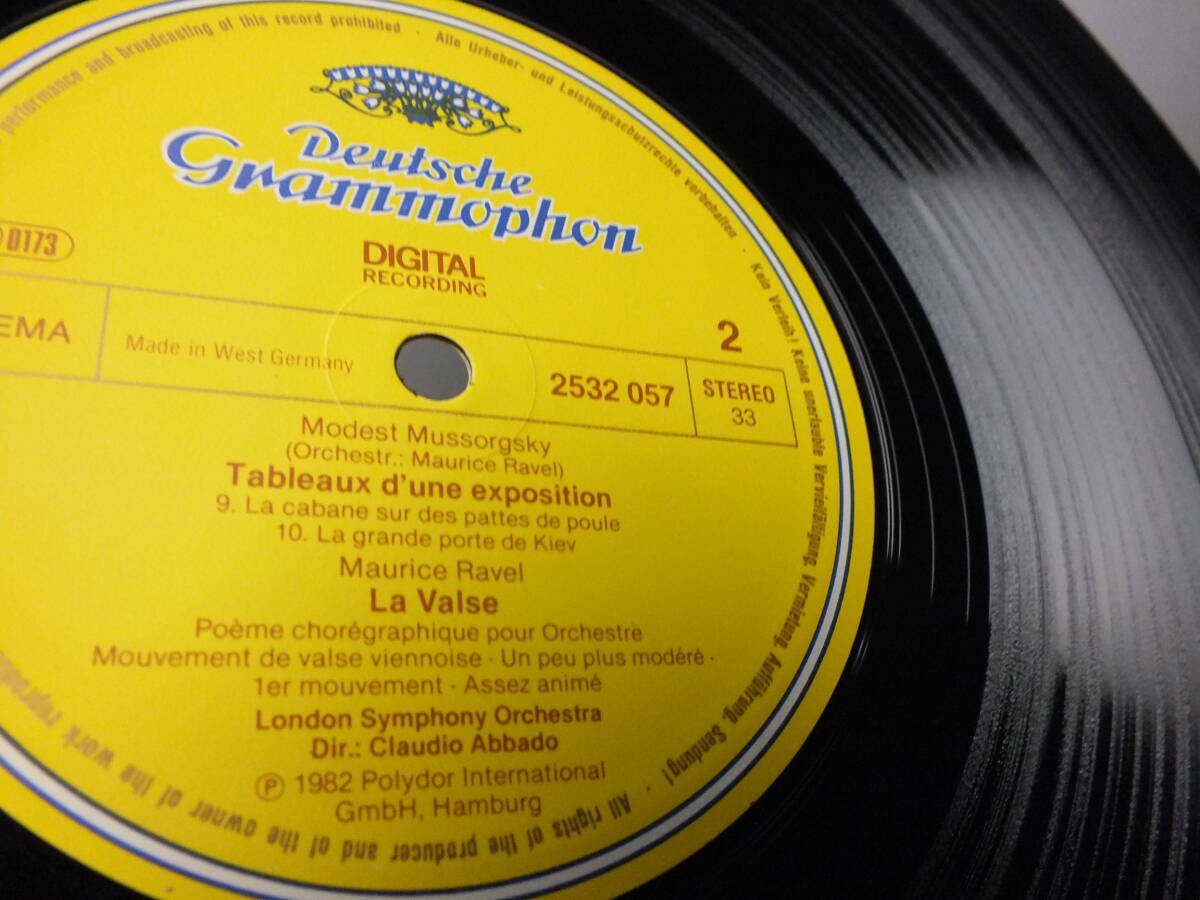 Deutsche
Grammophon
DIGITAL
RECORDING
0173
EMA
Made in West Germany
2532 057
2
STEREO
33
Modest Mussorgsky
(Orchestr.: Maurice Ravel)
Tableaux d'une exposition
9. La cabane sur des pattes de poule
10. La grande porte de Kiev
Maurice Ravel
La Valse
Poème chorégraphique pour Orchestre
Mouvement de valse viennoise · Un peu plus modéré ·
1er mouvement · Assez animé
London Symphony Orchestra
Dir.: Claudio Abbado
Ⓟ 1982 Polydor International
GmbH, Hamburg
performance and broadcasting of this record prohibited · Alle Urheber- und Leistungsschutzrechte vorbehalten · Kein Verleih! Keine unerlaubte Vervielfältigung, Vermietung, Aufführung, Sendung! · All rights of the producer and of the owner of the work